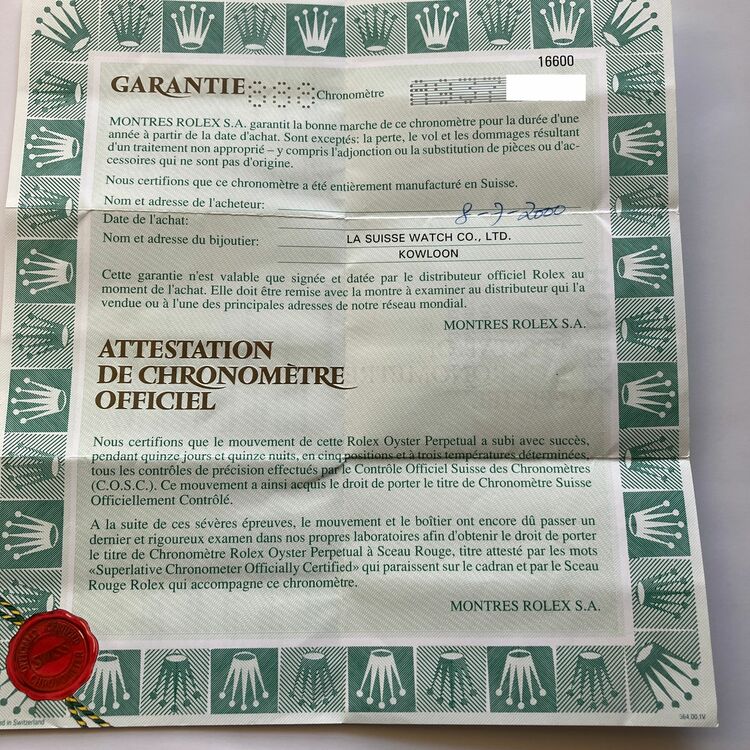 16600
GARANTIE Chronomètre
MONTRES ROLEX S.A. garantit la bonne marche de ce chronomètre pour la durée d'une
année à partir de la date d'achat. Sont exceptés: la perte, le vol et les dommages résultant
d'un traitement non approprié – y compris l'adjonction ou la substitution de pièces ou d'ac-
cessoires qui ne sont pas d'origine.
Nous certifions que ce chronomètre a été entièrement manufacturé en Suisse.
Nom et adresse de l'acheteur:
Date de l'achat: 8-7-2000
Nom et adresse du bijoutier: LA SUISSE WATCH CO., LTD.
KOWLOON
Cette garantie n'est valable que signée et datée par le distributeur officiel Rolex au
moment de l'achat. Elle doit être remise avec la montre à examiner au distributeur qui l'a
vendue ou à l'une des principales adresses de notre réseau mondial.
MONTRES ROLEX S.A.
ATTESTATION
DE CHRONOMÈTRE
OFFICIEL
Nous certifions que le mouvement de cette Rolex Oyster Perpetual a subi avec succès,
pendant quinze jours et quinze nuits, en cinq positions et à trois températures déterminées,
tous les contrôles de précision effectués par le Contrôle Officiel Suisse des Chronomètres
(C.O.S.C.). Ce mouvement a ainsi acquis le droit de porter le titre de Chronomètre Suisse
Officiellement Contrôlé.
A la suite de ces sévères épreuves, le mouvement et le boîtier ont encore dû passer un
dernier et rigoureux examen dans nos propres laboratoires afin d'obtenir le droit de porter
le titre de Chronomètre Rolex Oyster Perpetual à Sceau Rouge, titre attesté par les mots
«Superlative Chronometer Officially Certified» qui paraissent sur le cadran et par le Sceau
Rouge Rolex qui accompagne ce chronomètre.
MONTRES ROLEX S.A.
in Switzerland
564.00.1V